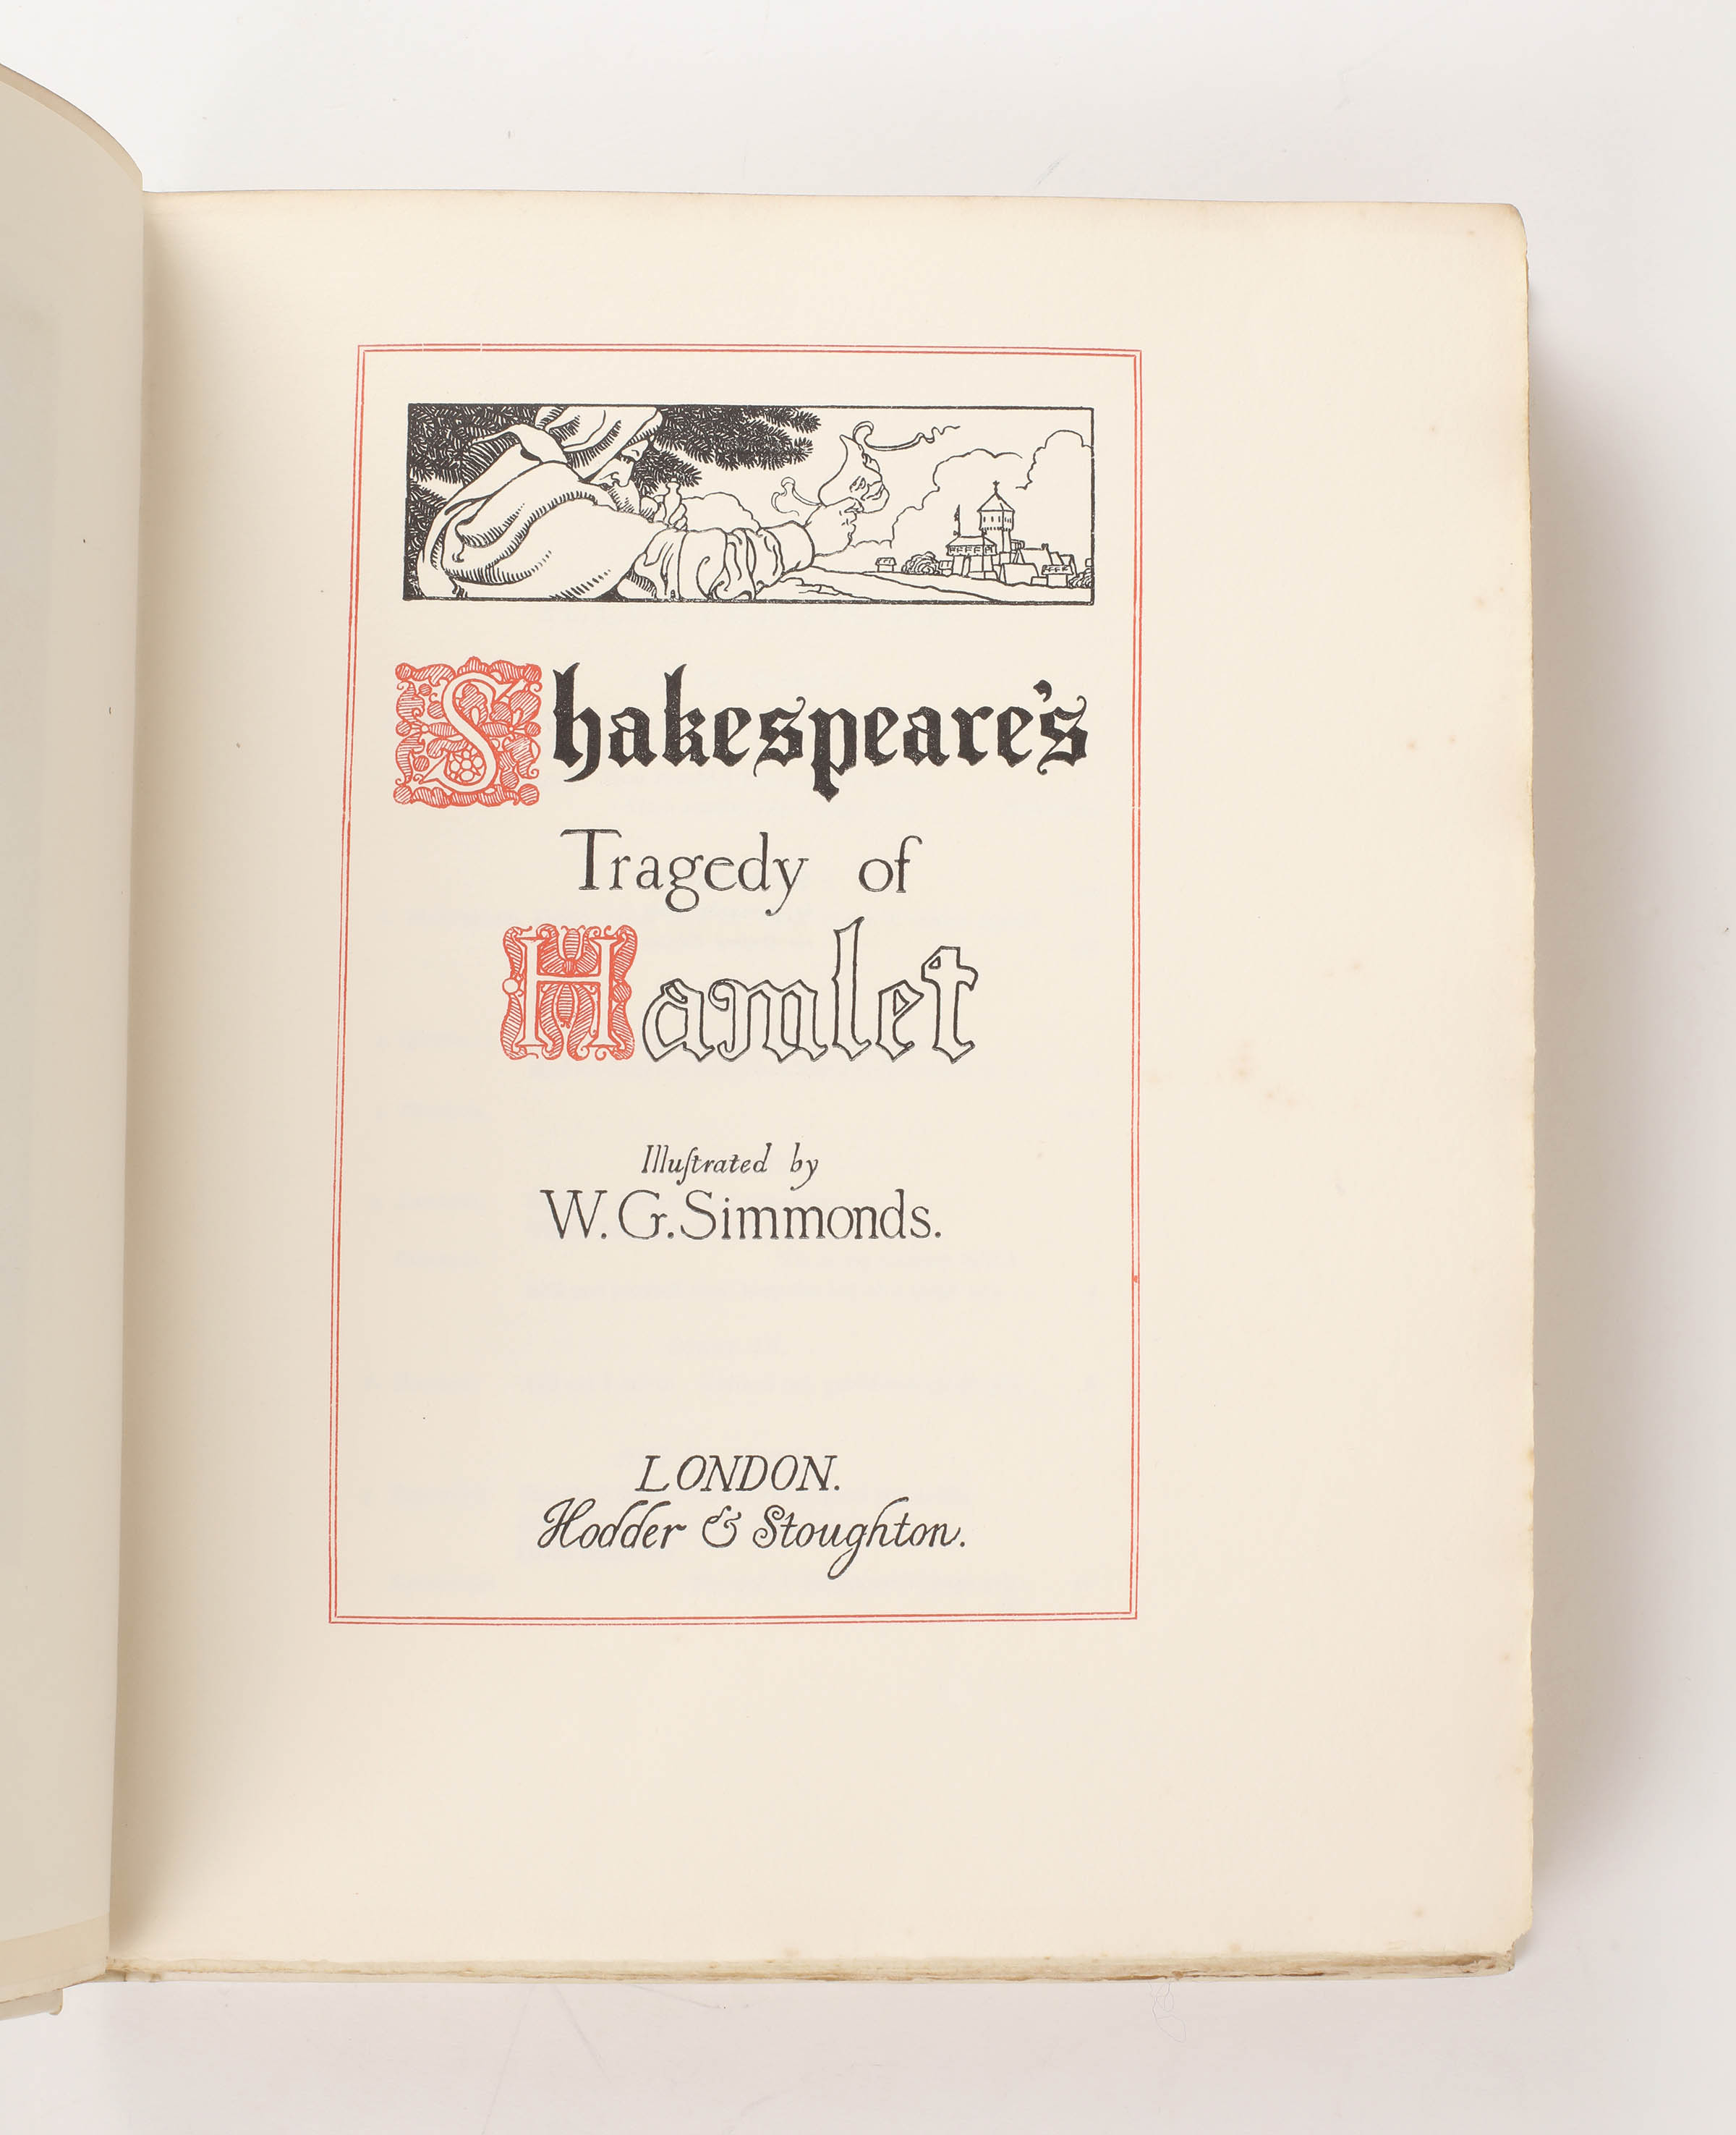 Shakespeare's
Tragedy of
Hamlet
Illuſtrated by
W. G. Simmonds.
LONDON.
Hodder & Stoughton.